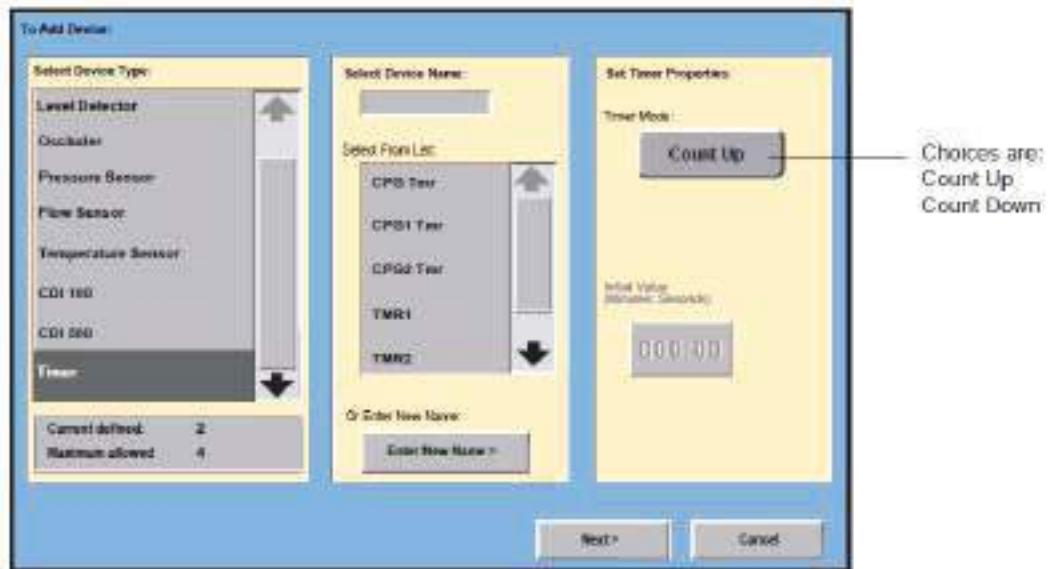 To Add Device:
Select Device Type:
Level Detector
Occluder
Pressure Sensor
Flow Sensor
Temperature Sensor
CDI 100
CDI 500
Timer
Current defined: 2
Maximum allowed 4
Select Device Name:
Select From List:
CPG Tmr
CPG1 Tmr
CPG2 Tmr
TMR1
TMR2
Or Enter New Name:
Enter New Name >
Set Timer Properties:
Timer Mode:
Count Up
Initial Value
(Minutes: Seconds)
000:00
Next >
Cancel
Choices are:
Count Up
Count Down